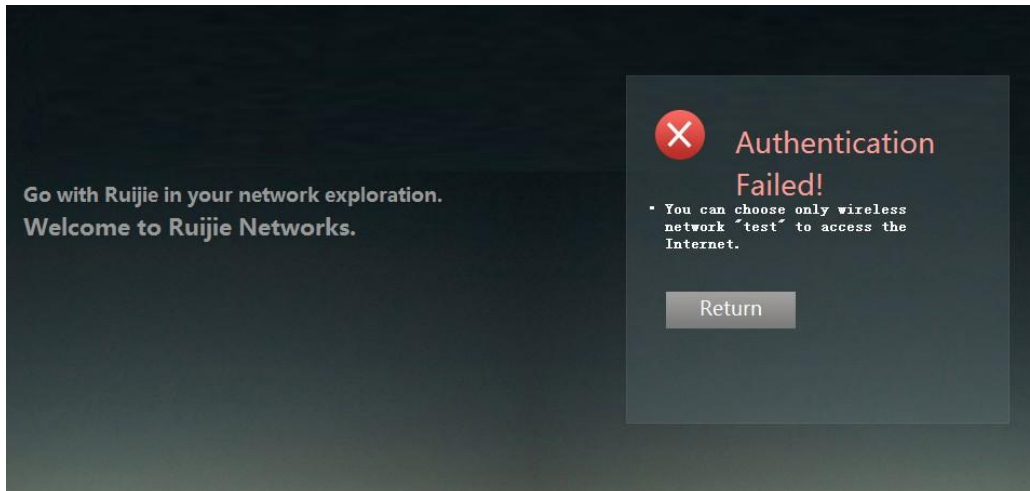 Go with Ruijie in your network exploration.
Welcome to Ruijie Networks.
Authentication
Failed!
▪ You can choose only wireless
network ˝test˝ to access the
Internet.
Return